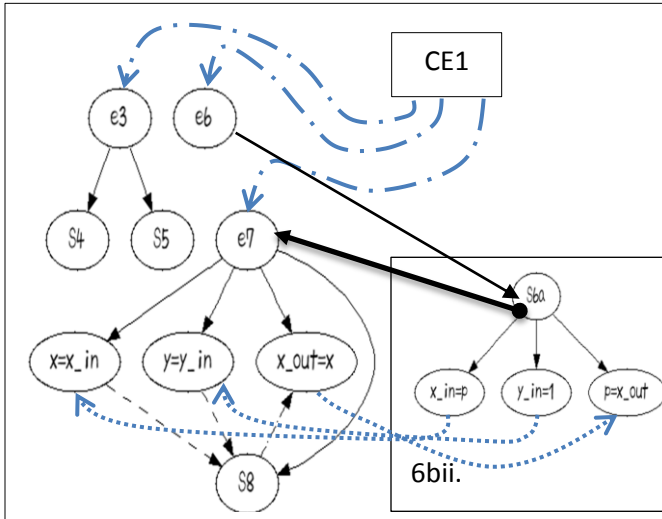 CE1
e3
e6
S4
S5
e7
S6a
x=x_in
y=y_in
x_out=x
x_in=p
y_in=1
p=x_out
S8
6bii.